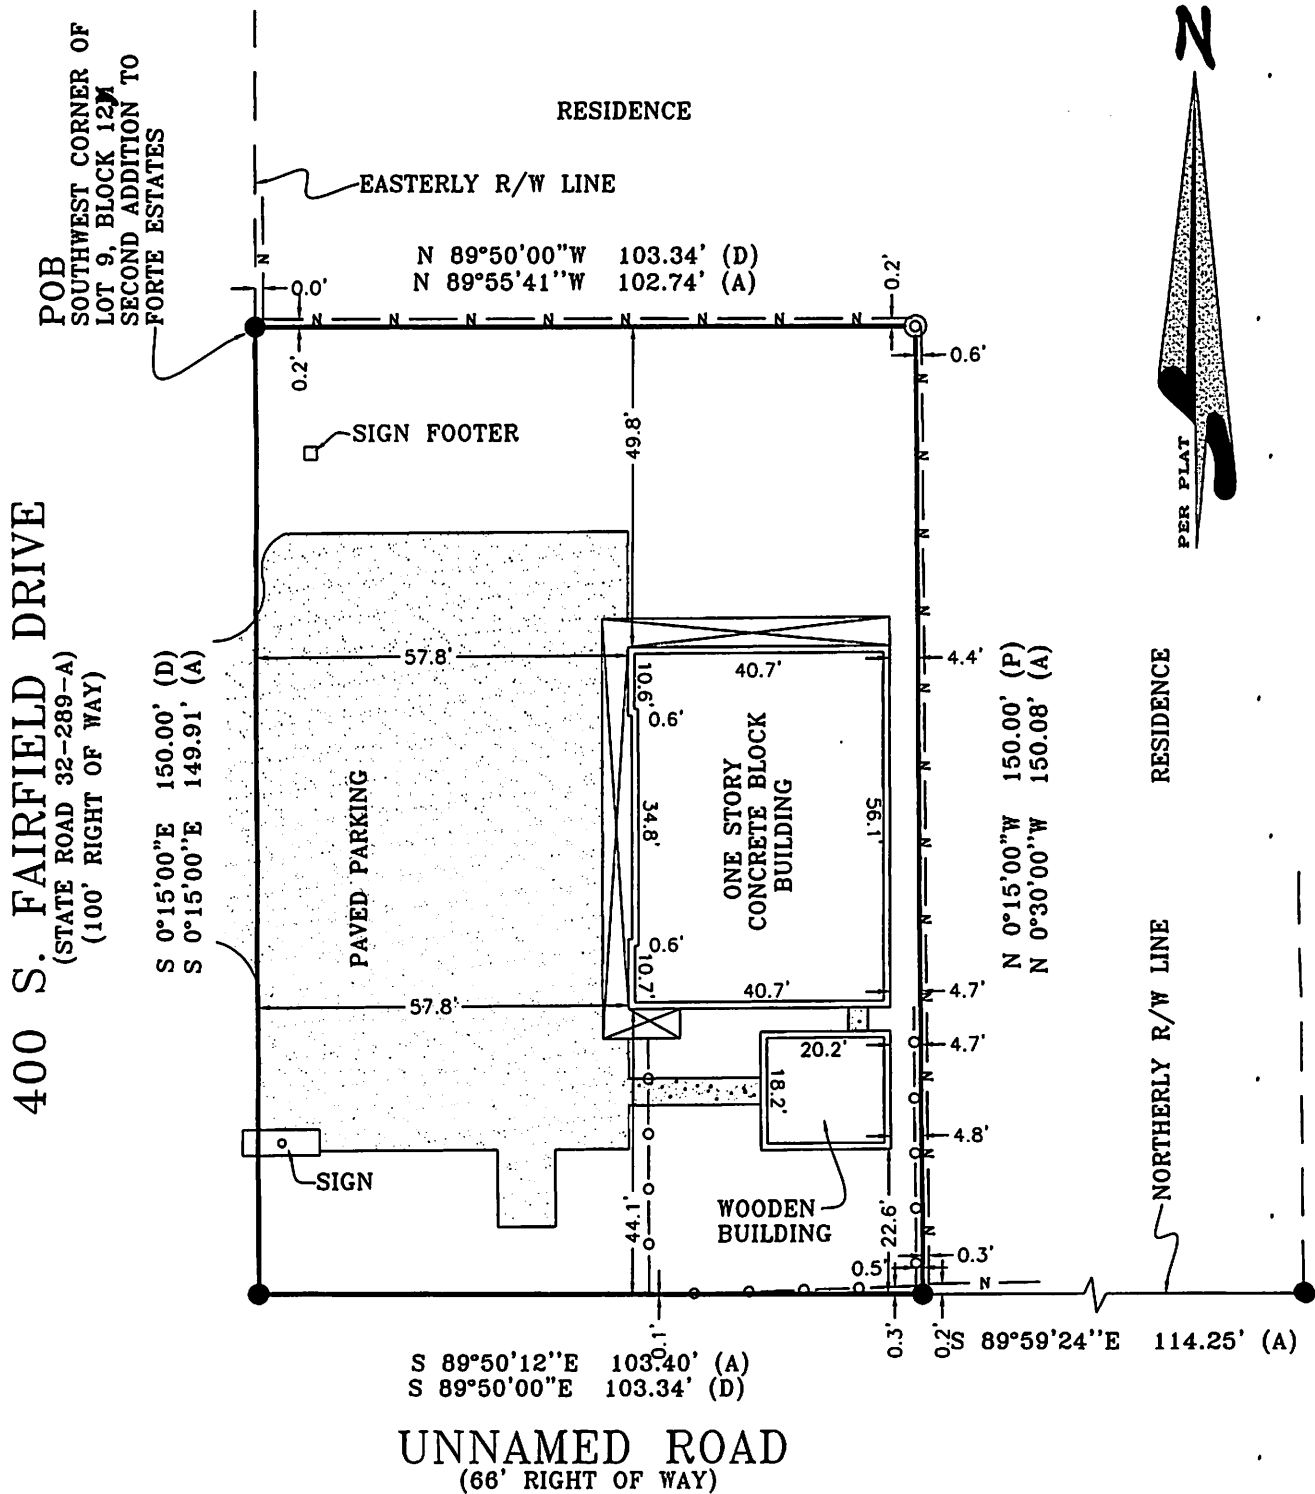 POB
SOUTHWEST CORNER OF
LOT 9, BLOCK 12
SECOND ADDITION TO
FORTE ESTATES
RESIDENCE
N
EASTERLY R/W LINE
N 89°50'00"W 103.34' (D)
N 89°55'41"W 102.74' (A)
N
0.0'
0.2'
N N N N N N N N
0.2'
0.6'
N
SIGN FOOTER
49.8'
N
PER PLAT
N
N
400 S. FAIRFIELD DRIVE
(STATE ROAD 32-289-A)
(100' RIGHT OF WAY)
S 0°15'00"E 150.00' (D)
S 0°15'00"E 149.91' (A)
57.8'
40.7'
4.4'
10.6'
0.9'
N
PAVED PARKING
34.8'
ONE STORY
CONCRETE BLOCK
BUILDING
56.1'
N
N 0°15'00"W 150.00' (P)
N 0°30'00"W 150.08' (A)
RESIDENCE
N
0.6'
10.7'
57.8'
40.7'
4.7'
N
20.2'
4.7'
18.2'
N
4.8'
N
SIGN
WOODEN
BUILDING
44.1'
22.6'
N
NORTHERLY R/W LINE
0.3'
0.5'
N
0.1'
0.3'
0.2'
S 89°59'24"E 114.25' (A)
S 89°50'12"E 103.40' (A)
S 89°50'00"E 103.34' (D)
UNNAMED ROAD
(66' RIGHT OF WAY)